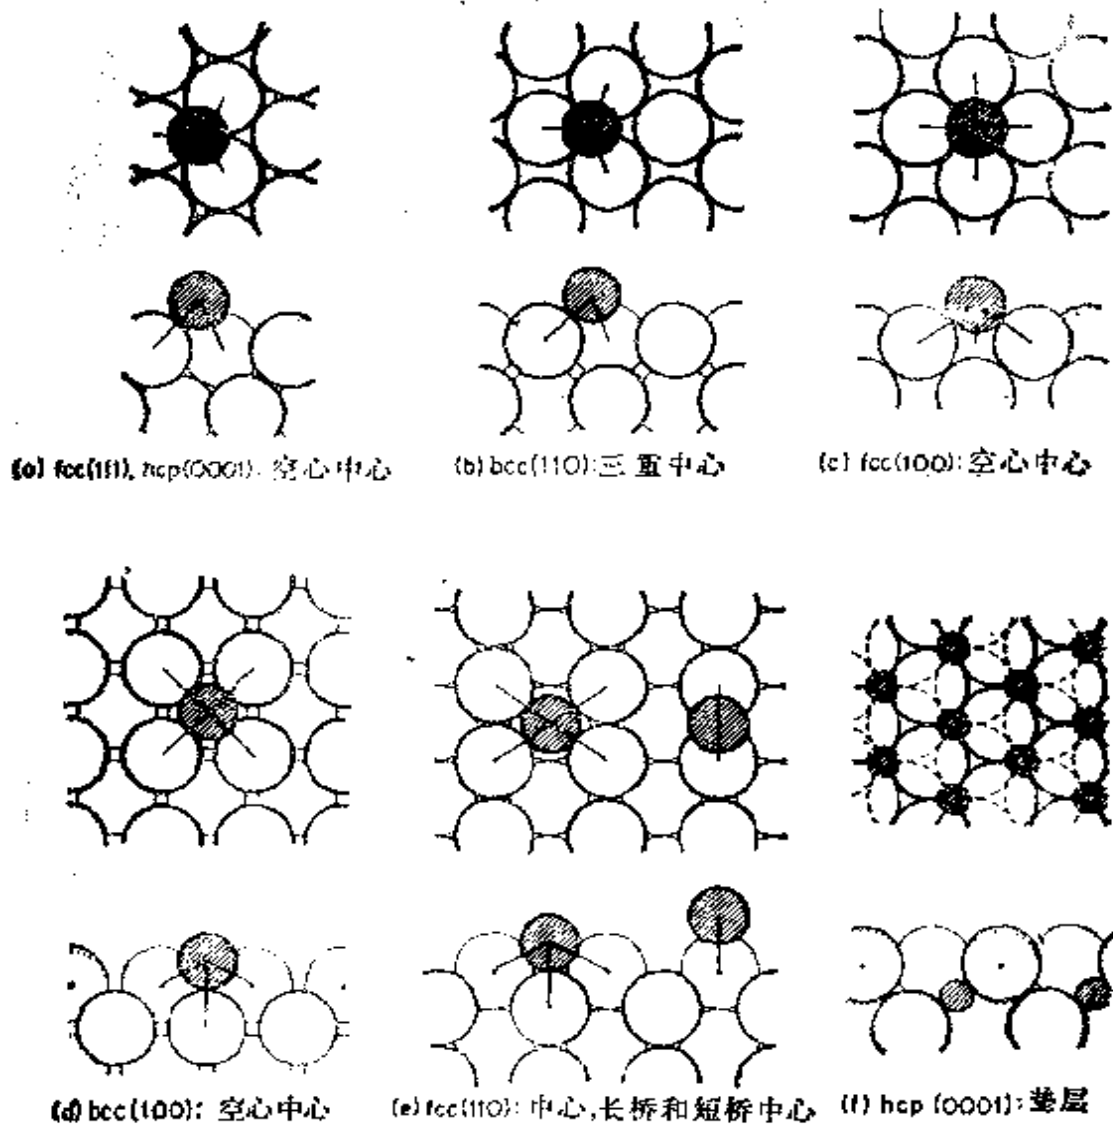 (a) fcc(111), hcp(0001): 空心中心
(b) bcc(110):三重中心
(c) fcc(100):空心中心
(d) bcc(100): 空心中心
(e) fcc(110): 中心,长桥和短桥中心
(f) hcp (0001):垫层